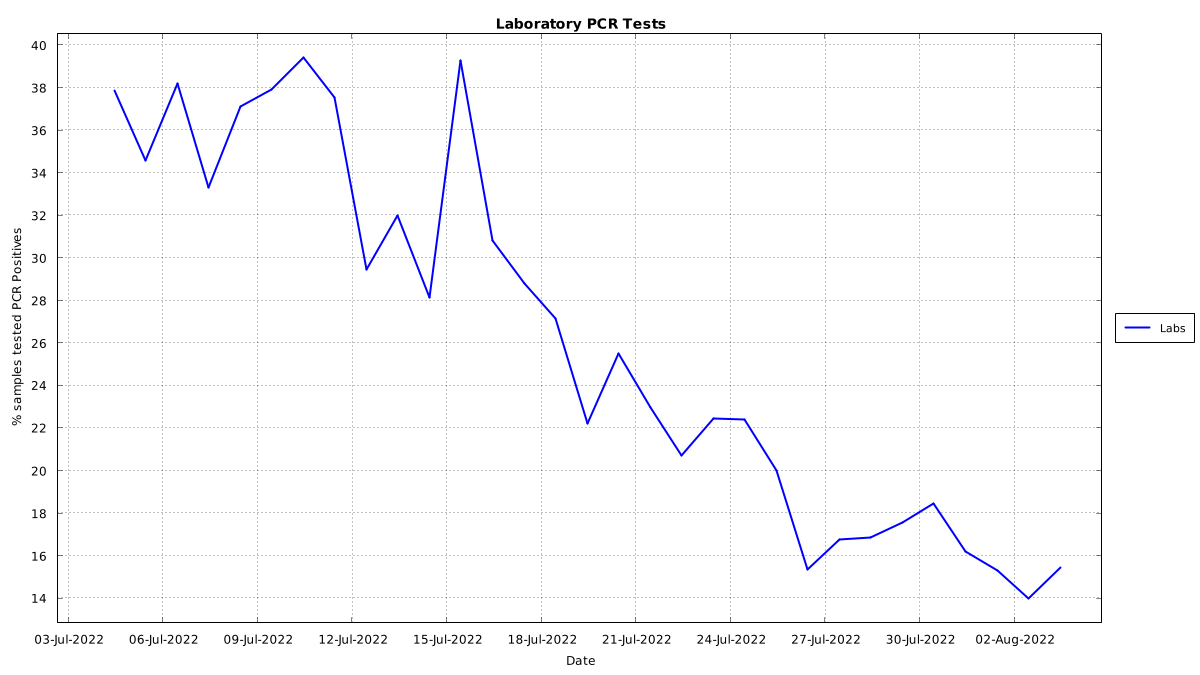 Laboratory PCR Tests
% samples tested PCR Positives
40
38
36
34
32
30
28
26
24
22
20
18
16
14
Labs
03-Jul-2022 06-Jul-2022 09-Jul-2022 12-Jul-2022 15-Jul-2022 18-Jul-2022 21-Jul-2022 24-Jul-2022 27-Jul-2022 30-Jul-2022 02-Aug-2022
Date